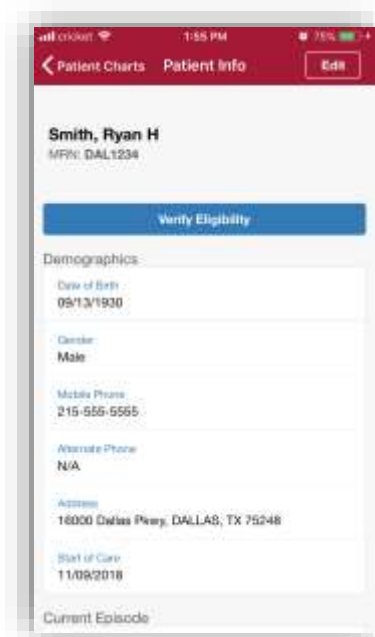 cricket 1:55 PM 75%
Patient Charts Patient Info Edit
Smith, Ryan H
MRN: DAL1234
Verify Eligibility
Demographics
Date of Birth
09/13/1930
Gender
Male
Mobile Phone
215-555-5555
Alternate Phone
N/A
Address
16000 Dallas Pkwy, DALLAS, TX 75248
Start of Care
11/09/2018
Current Episode